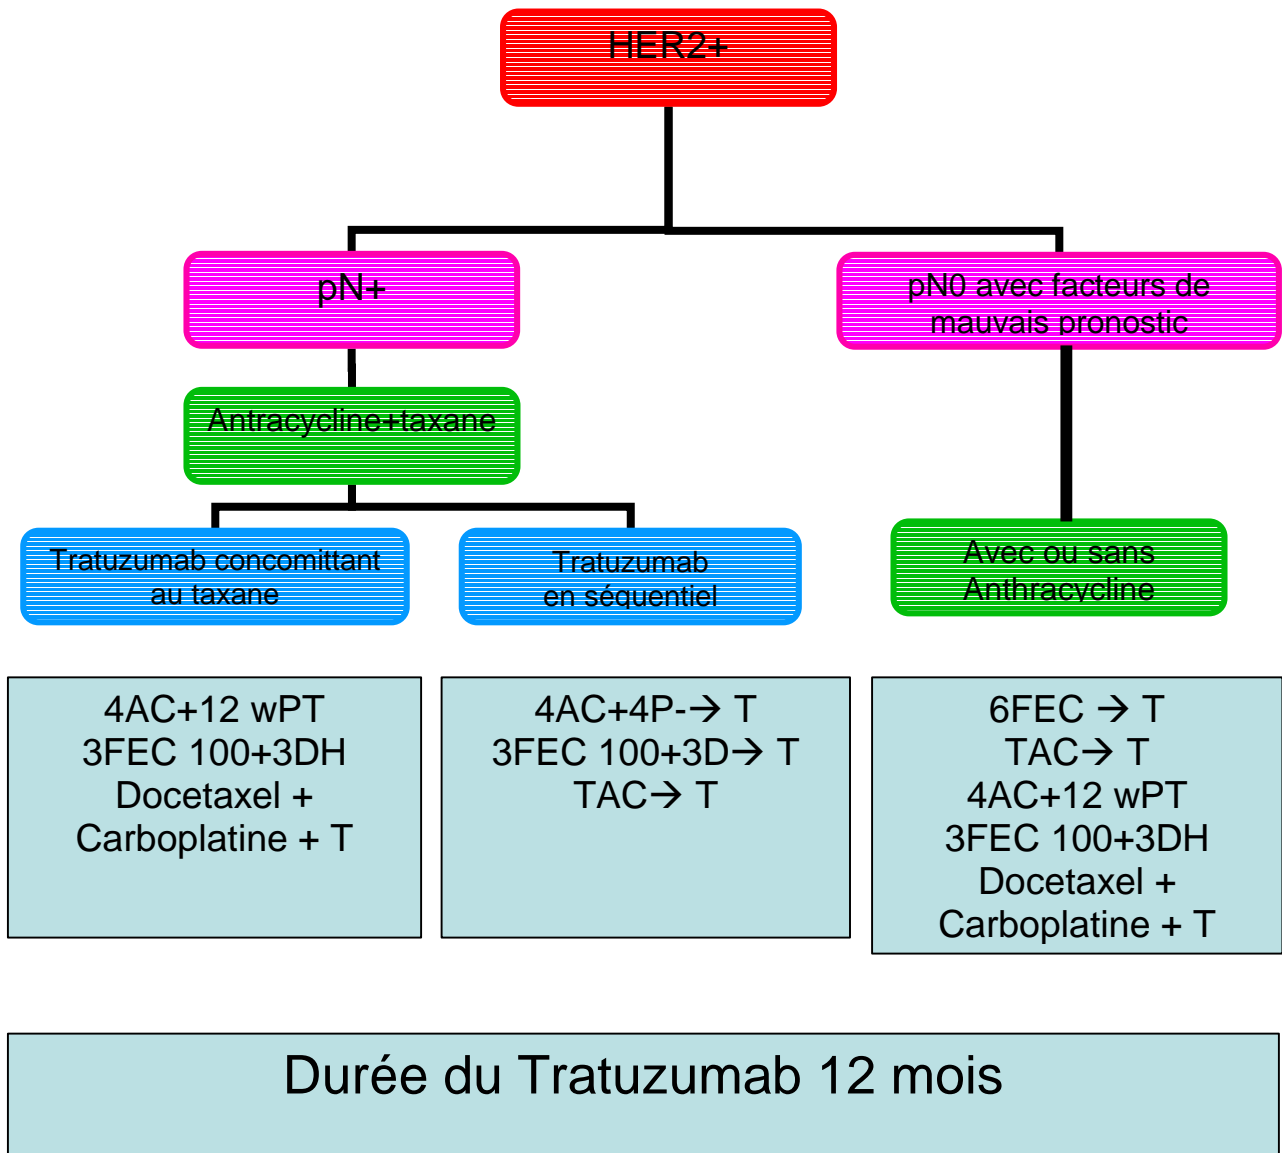 HER2+
pN+
pN0 avec facteurs de
mauvais pronostic
Antracycline+taxane
Tratuzumab concomittant
au taxane
Tratuzumab
en séquentiel
Avec ou sans
Anthracycline
4AC+12 wPT
3FEC 100+3DH
Docetaxel +
Carboplatine + T
4AC+4P-→ T
3FEC 100+3D→ T
TAC→ T
6FEC → T
TAC→ T
4AC+12 wPT
3FEC 100+3DH
Docetaxel +
Carboplatine + T
Durée du Tratuzumab 12 mois